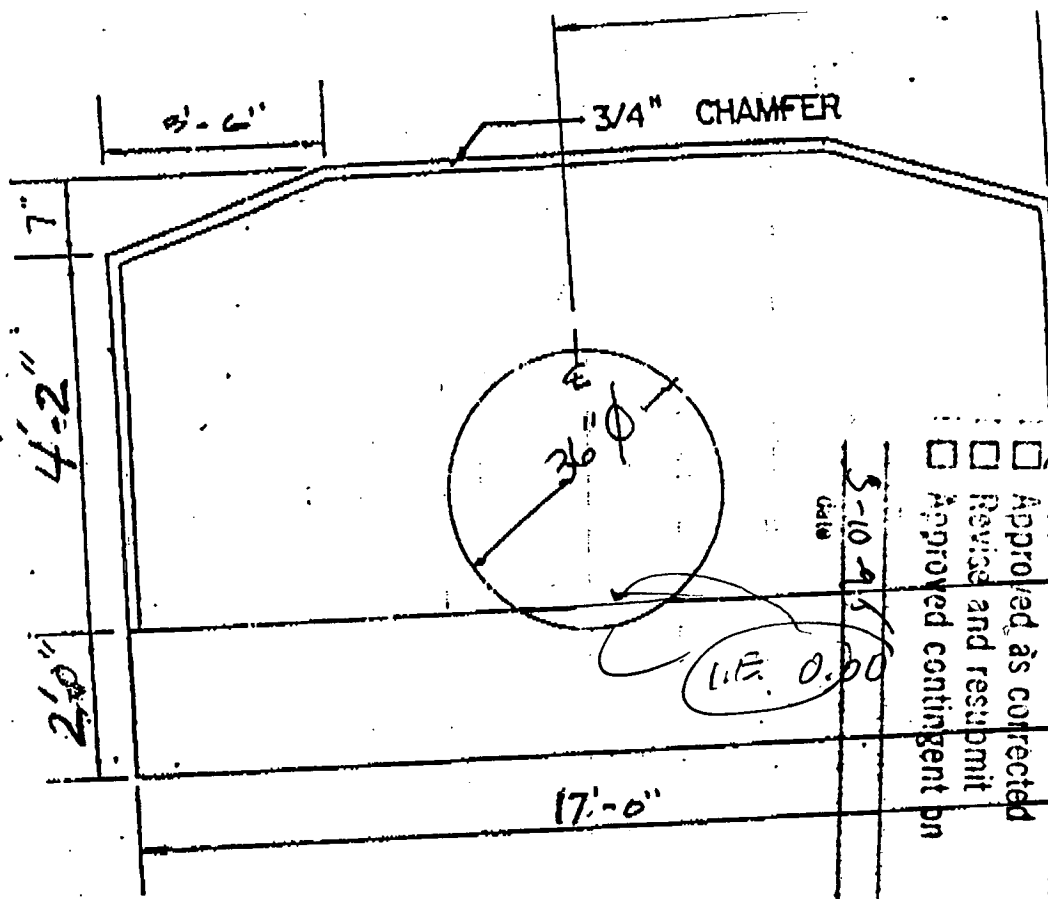 3'-6"
3/4" CHAMFER
7"
4'-2"
2'-0"
36" Ø
I.E. 0.00
17'-0"
Approved as corrected
Revise and resubmit
Approved contingent on
Date